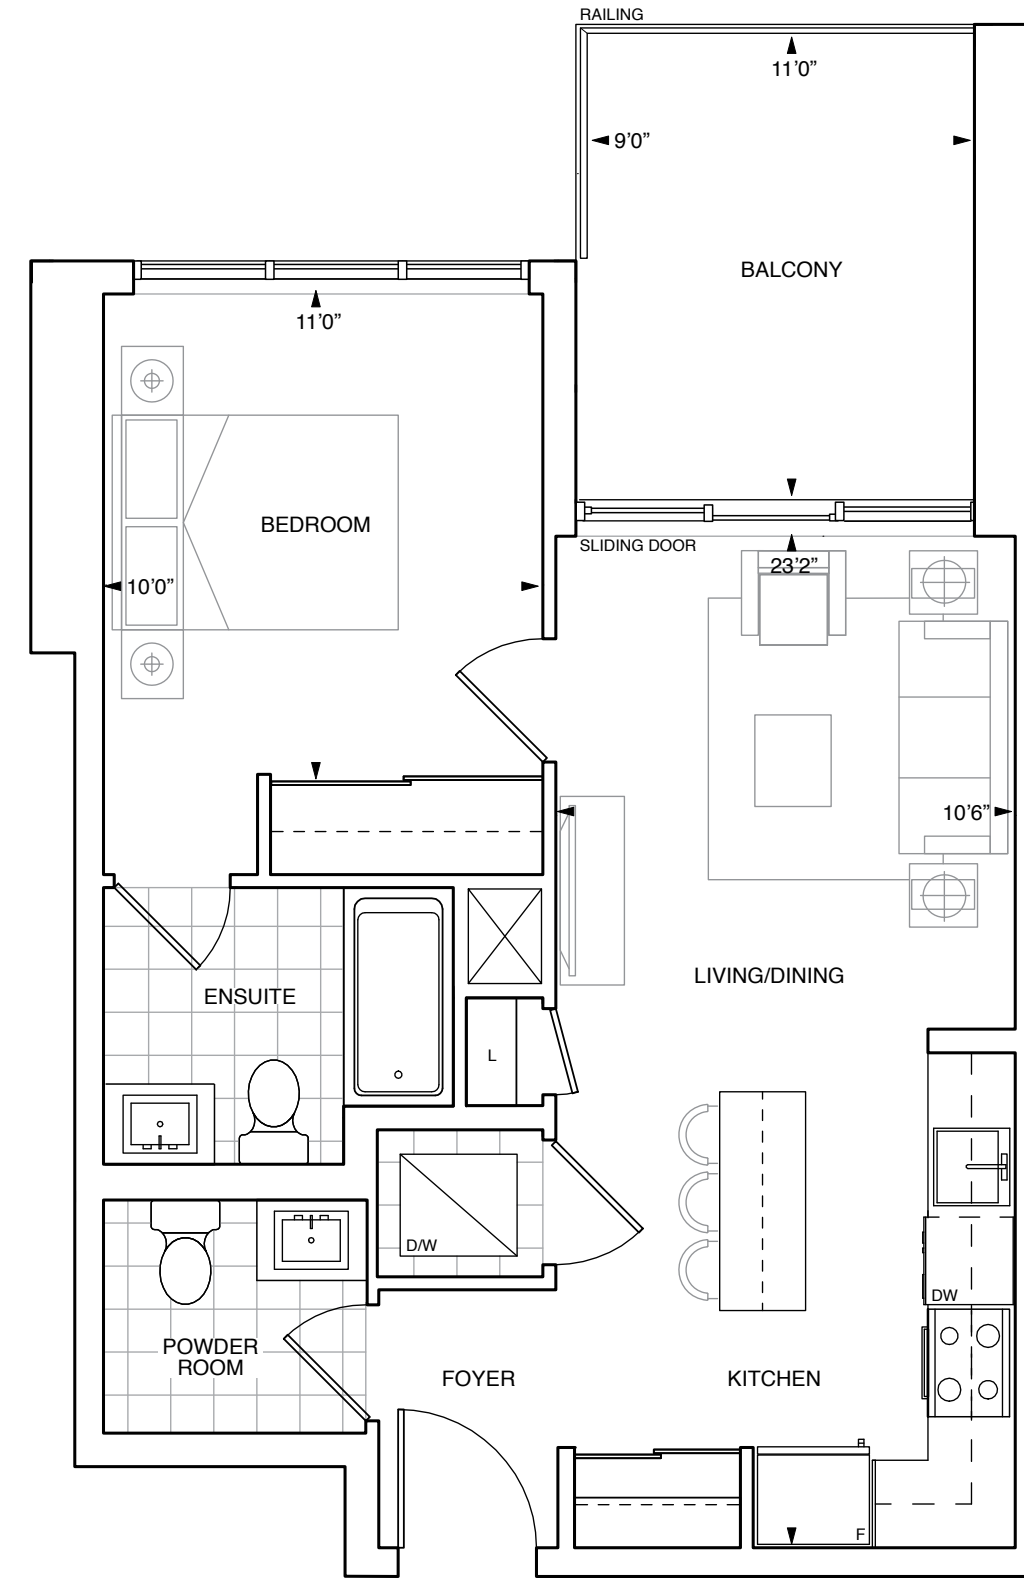 RAILING
11'0"
9'0"
BALCONY
11'0"
BEDROOM
SLIDING DOOR
23'2"
10'0"
10'6"
LIVING/DINING
ENSUITE
L
D/W
DW
POWDER
ROOM
FOYER
KITCHEN
F